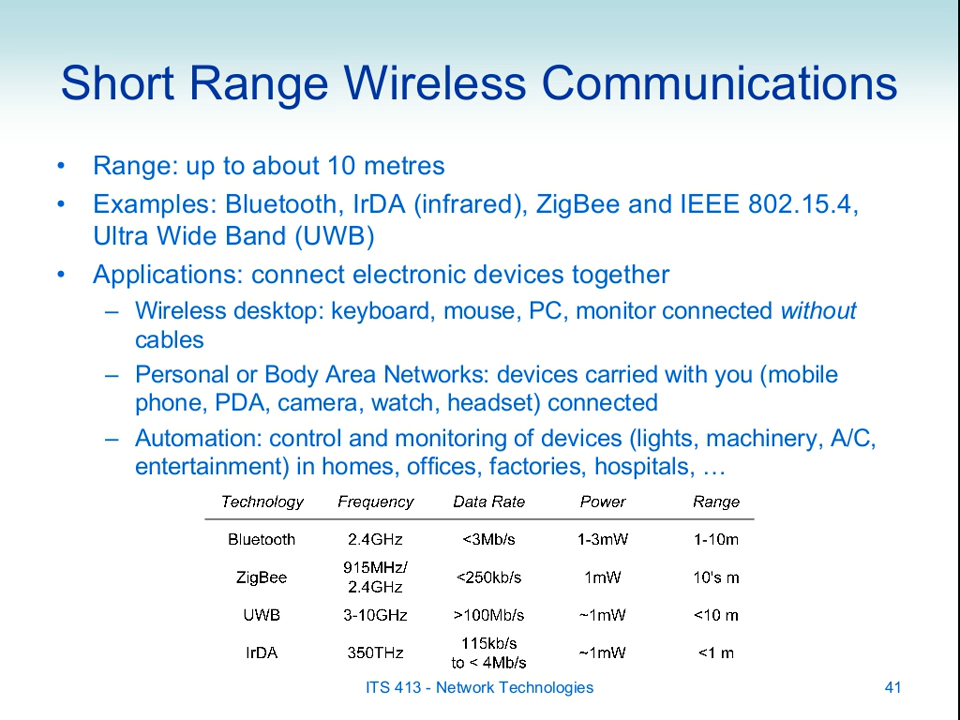 Short Range Wireless Communications
• Range: up to about 10 metres
• Examples: Bluetooth, IrDA (infrared), ZigBee and IEEE 802.15.4,
Ultra Wide Band (UWB)
• Applications: connect electronic devices together
– Wireless desktop: keyboard, mouse, PC, monitor connected without
cables
– Personal or Body Area Networks: devices carried with you (mobile
phone, PDA, camera, watch, headset) connected
– Automation: control and monitoring of devices (lights, machinery, A/C,
entertainment) in homes, offices, factories, hospitals, …
Technology Frequency Data Rate Power Range
Bluetooth 2.4GHz <3Mb/s 1-3mW 1-10m
ZigBee 915MHz/ <250kb/s 1mW 10's m
2.4GHz
UWB 3-10GHz >100Mb/s ~1mW <10 m
IrDA 350THz 115kb/s ~1mW <1 m
to < 4Mb/s
ITS 413 - Network Technologies 41